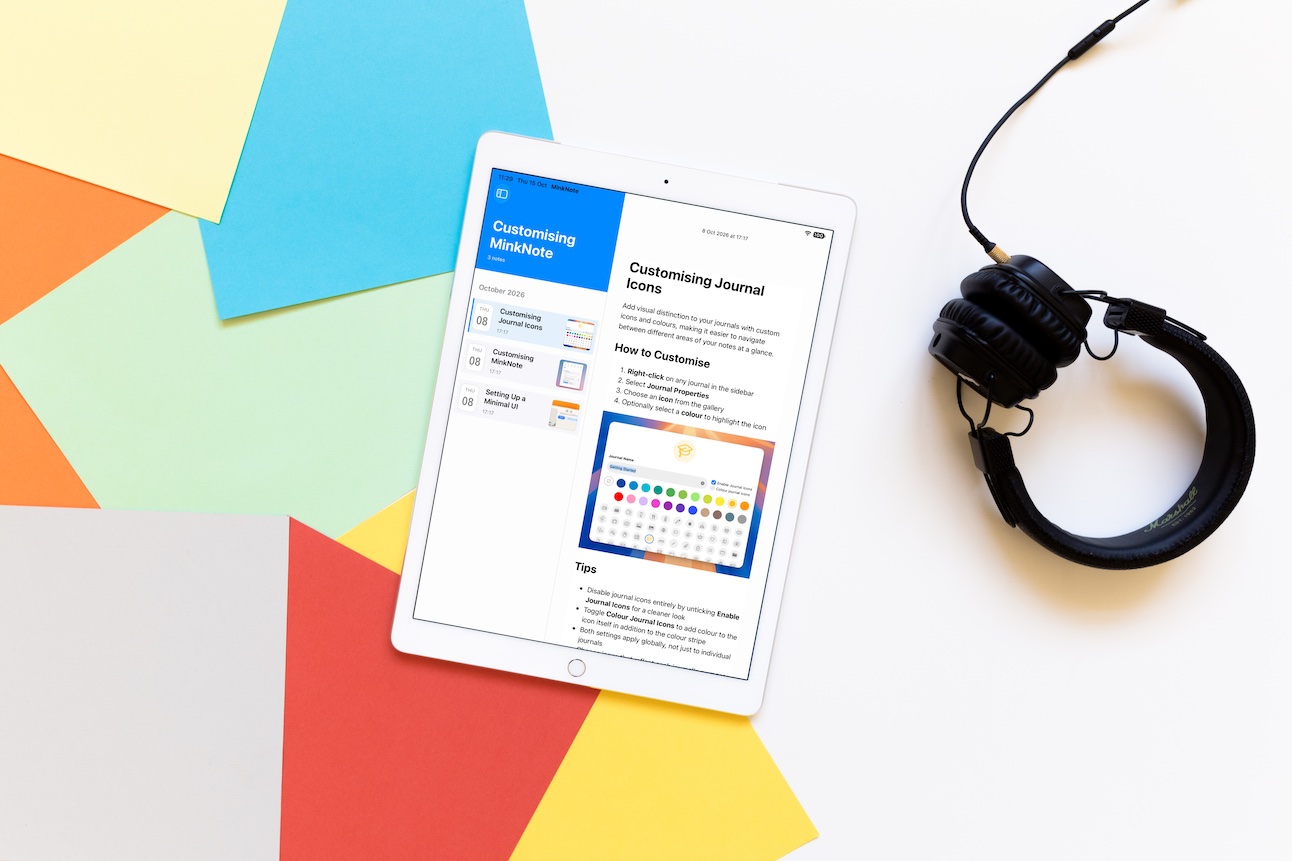 11:29 Thu 15 Oct MinkNote
Customising
MinkNote
3 notes
October 2026
THU
08
Customising
Journal Icons
17:17
THU
08
Customising
MinkNote
17:17
THU
08
Setting Up a
Minimal UI
17:17
100
8 Oct 2026 at 17:17
Customising Journal
Icons
Add visual distinction to your journals with custom
icons and colours, making it easier to navigate
between different areas of your notes at a glance.
How to Customise
1. Right-click on any journal in the sidebar
2. Select Journal Properties
3. Choose an icon from the gallery
4. Optionally select a colour to highlight the icon
Journal Name
Getting Started
Enable Journal Icons
Colour Journal Icons
Tips
• Disable journal icons entirely by unticking Enable
Journal Icons for a cleaner look
• Toggle Colour Journal Icons to add colour to the
icon itself in addition to the colour stripe
• Both settings apply globally, not just to individual
journals
Marshall
EST. 1962